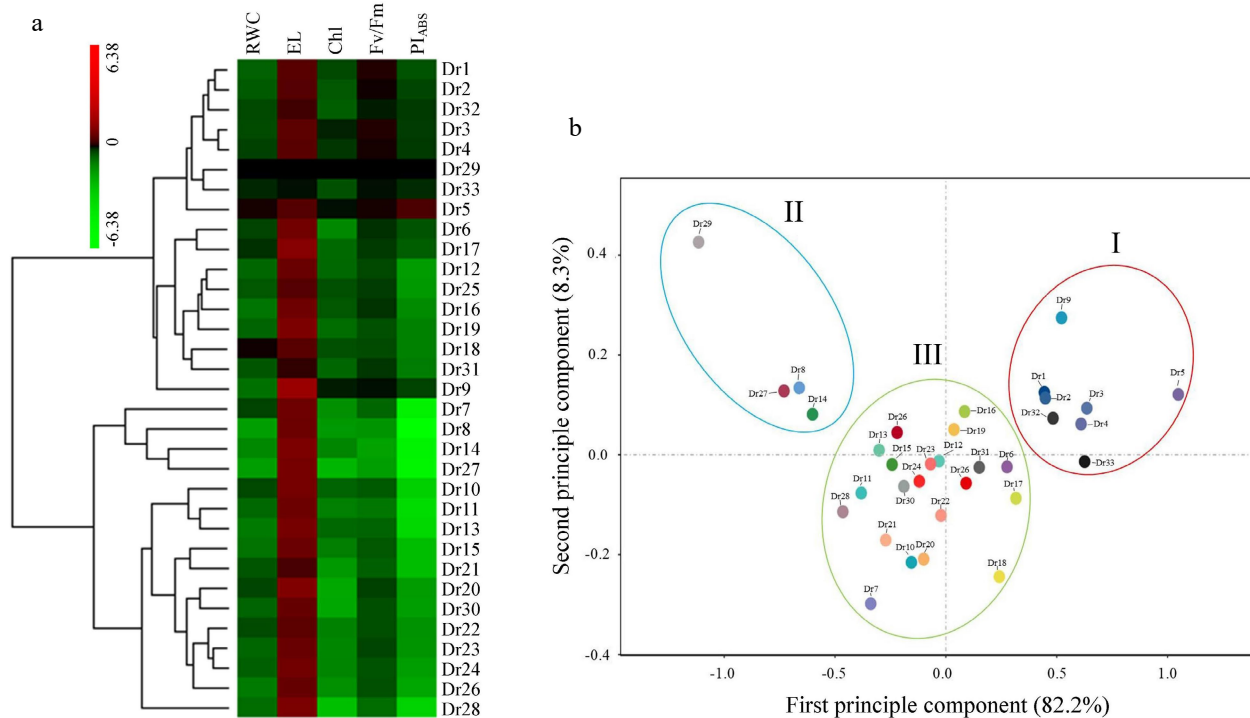 a
RWC EL Chl Fv/Fm PIABS
6.38
0
-6.38
Dr1
Dr2
Dr32
Dr3
Dr4
Dr29
Dr33
Dr5
Dr6
Dr17
Dr12
Dr25
Dr16
Dr19
Dr18
Dr31
Dr9
Dr7
Dr8
Dr14
Dr27
Dr10
Dr11
Dr13
Dr15
Dr21
Dr20
Dr30
Dr22
Dr23
Dr24
Dr26
Dr28
b
II
I
III
Dr29
Dr9
Dr8
Dr27
Dr14
Dr1
Dr2
Dr3
Dr5
Dr32
Dr4
Dr33
Dr26
Dr16
Dr19
Dr13
Dr15
Dr23
Dr12
Dr31
Dr6
Dr24
Dr26
Dr11
Dr30
Dr17
Dr28
Dr22
Dr21
Dr10
Dr20
Dr18
Dr7
0.4
0.2
0.0
-0.2
-0.4
-1.0
-0.5
0.0
0.5
1.0
Second principle component (8.3%)
First principle component (82.2%)